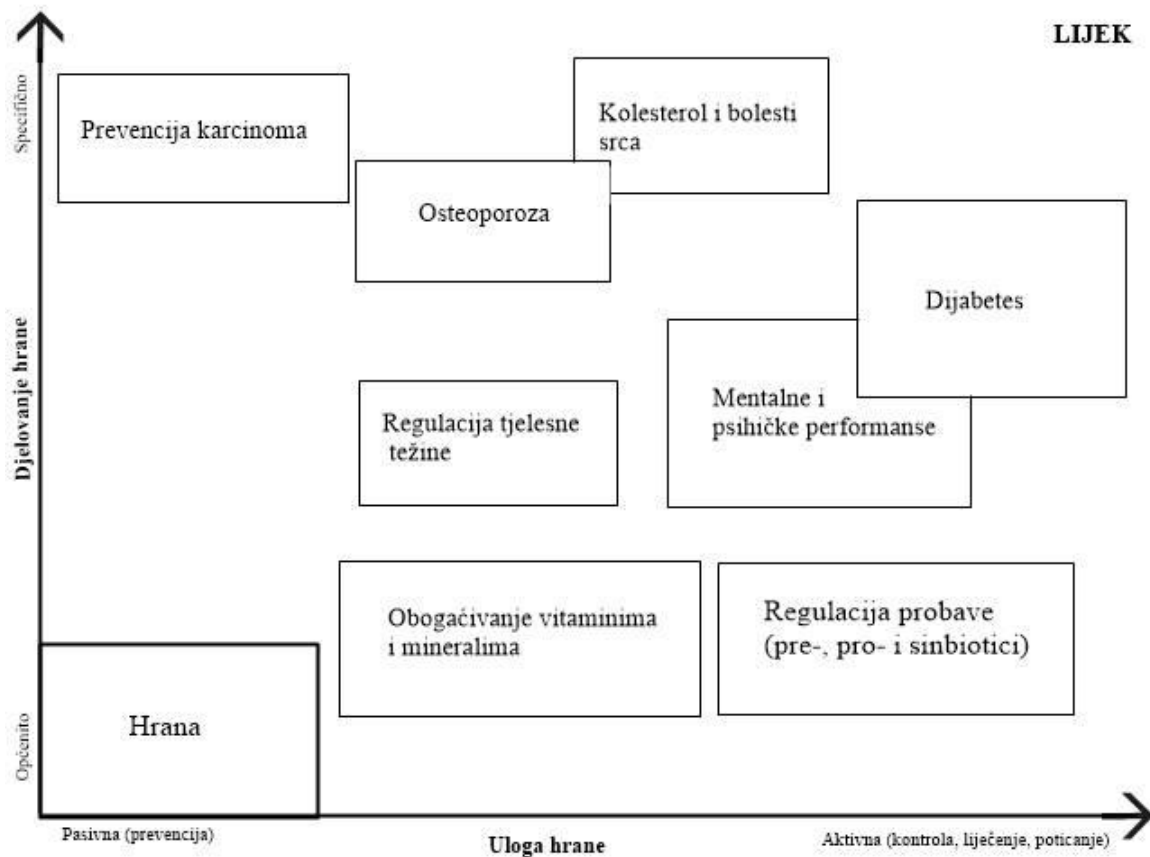 LIJEK
Specifično
Prevencija karcinoma
Kolesterol i bolesti
srca
Osteoporoza
Dijabetes
Djelovanje hrane
Regulacija tjelesne
težine
Mentalne i
psihičke performanse
Obogaćivanje vitaminima
i mineralima
Regulacija probave
(pre-, pro- i sinbiotici)
Hrana
Općenito
Pasivna (prevencija)
Uloga hrane
Aktivna (kontrola, liječenje, poticanje)